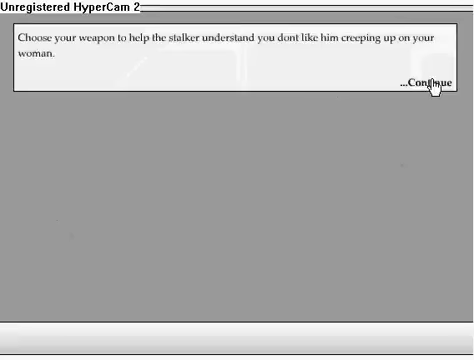 Unregistered HyperCam 2
Choose your weapon to help the stalker understand you dont like him creeping up on your
woman.
...Continue